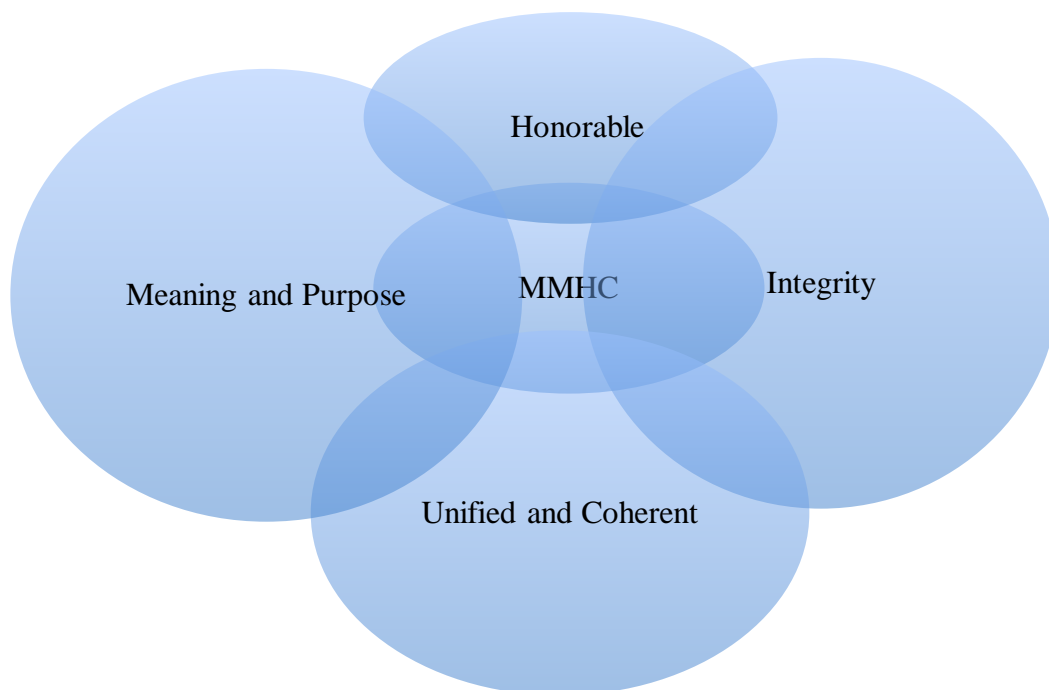 Honorable
Meaning and Purpose
MMHC
Integrity
Unified and Coherent